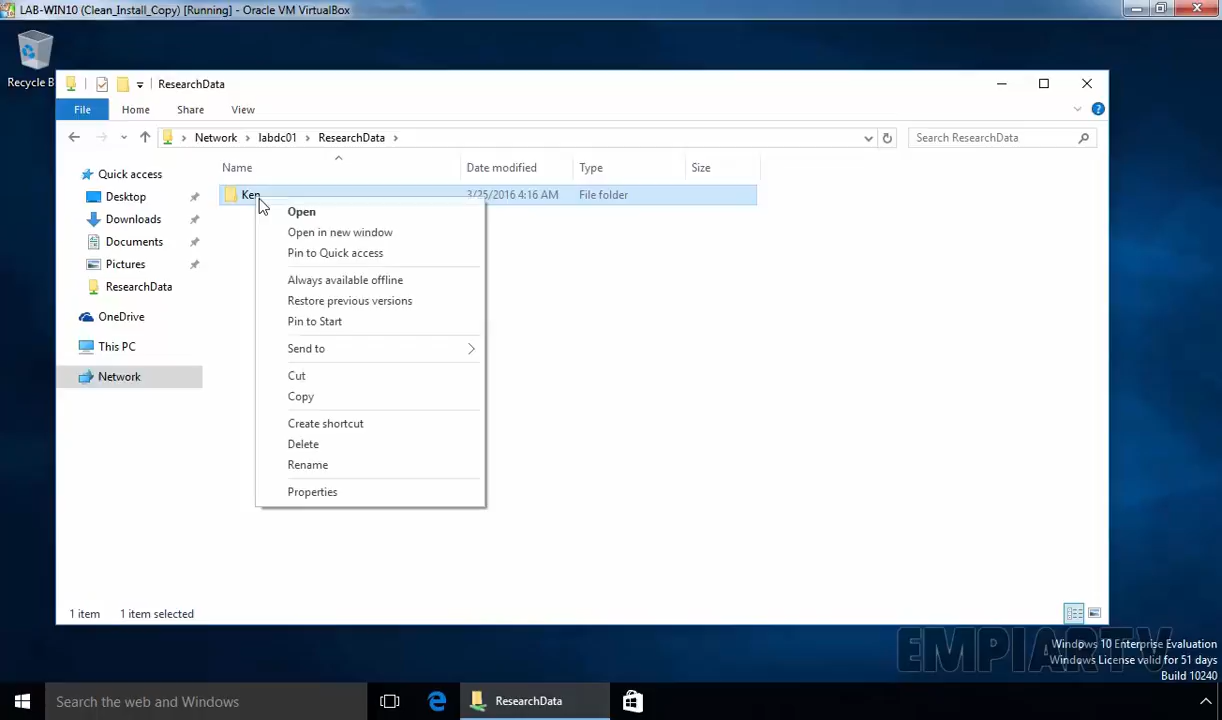 LAB-WIN10 (Clean_Install_Copy) [Running] - Oracle VM VirtualBox
Recycle B
ResearchData
File Home Share View
Network labdc01 ResearchData
Search ResearchData
Name Date modified Type Size
Quick access
Desktop
Downloads
Documents
Pictures
ResearchData
OneDrive
This PC
Network
Ken 3/25/2016 4:16 AM File folder
Open
Open in new window
Pin to Quick access
Always available offline
Restore previous versions
Pin to Start
Send to
Cut
Copy
Create shortcut
Delete
Rename
Properties
1 item 1 item selected
EMPIARTV
Windows 10 Enterprise Evaluation
Windows License valid for 51 days
Build 10240
Search the web and Windows
ResearchData